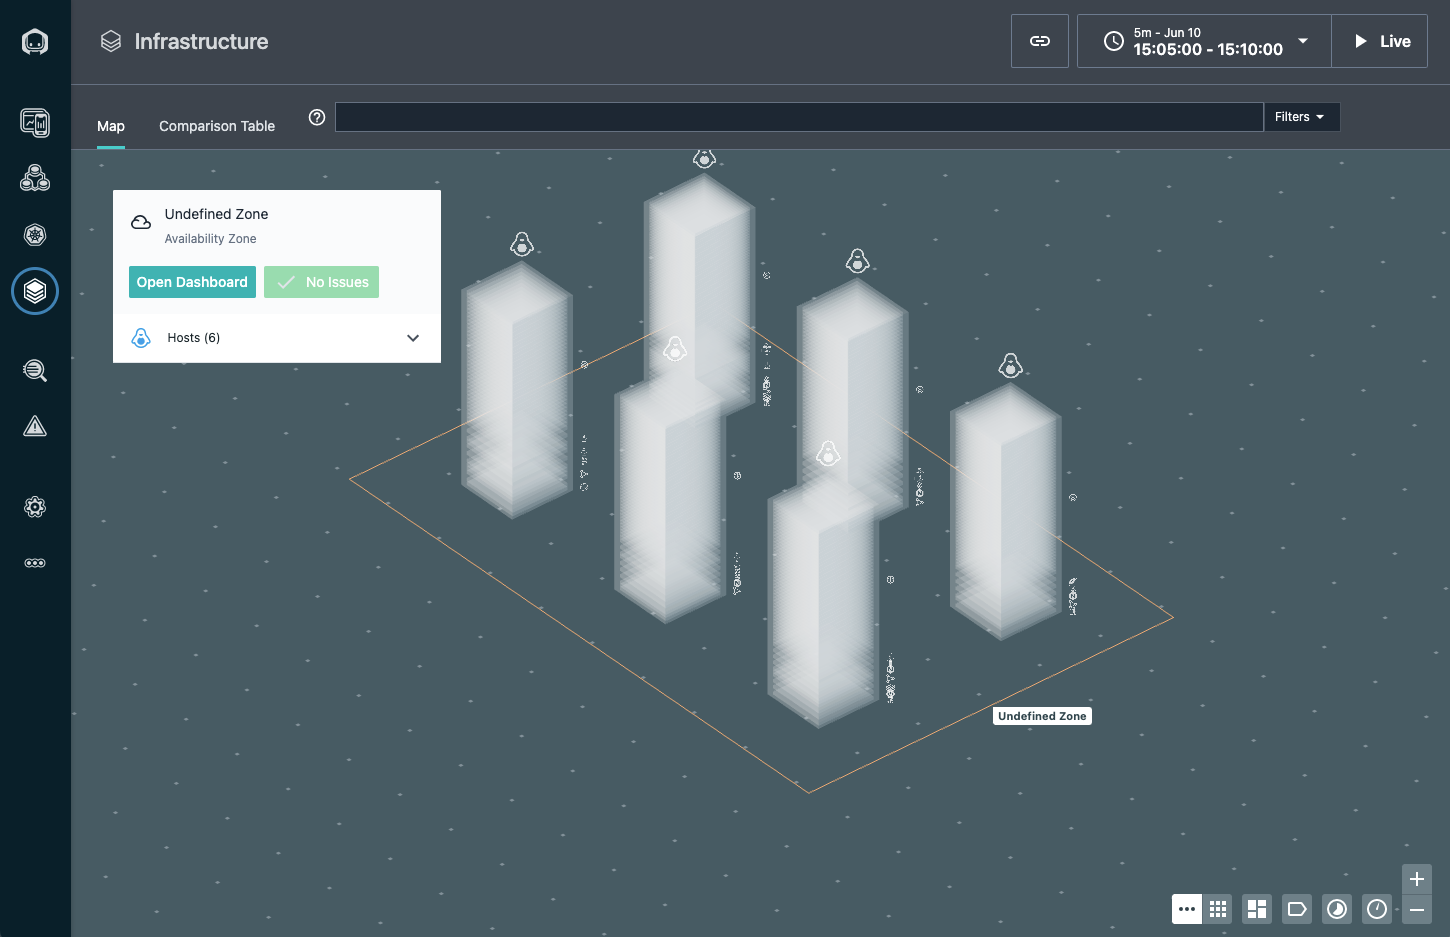 Infrastructure
5m - Jun 10
15:05:00 - 15:10:00
Live
Map
Comparison Table
Filters
Undefined Zone
Availability Zone
Open Dashboard
No Issues
Hosts (6)
Undefined Zone